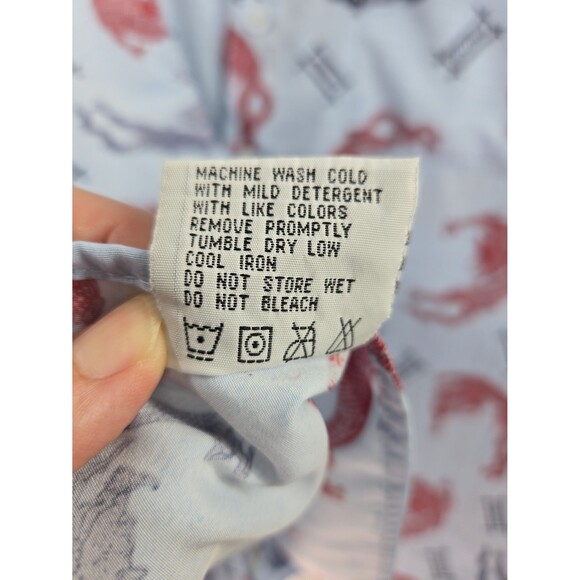 MACHINE WASH COLD
WITH MILD DETERGENT
WITH LIKE COLORS
REMOVE PROMPTLY
TUMBLE DRY LOW
COOL IRON
DO NOT STORE WET
DO NOT BLEACH